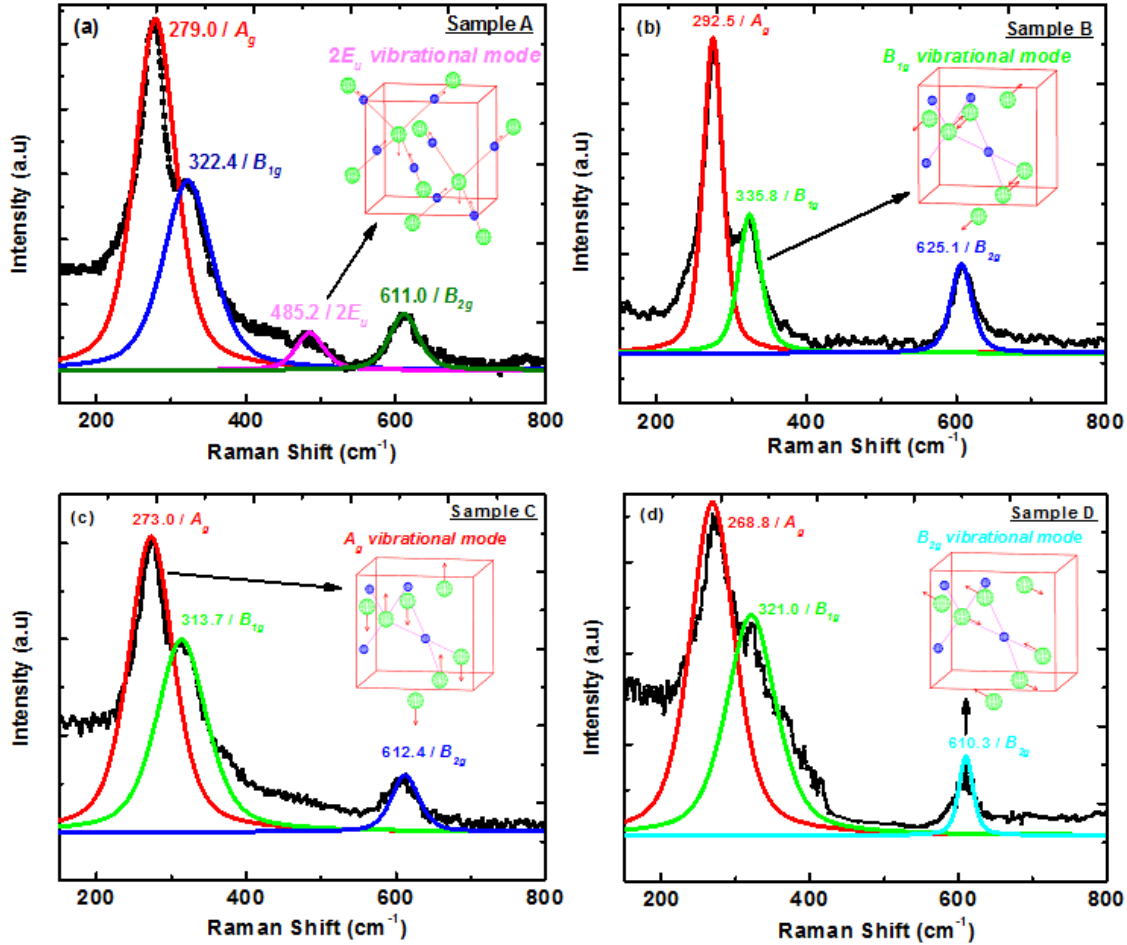 (a)
279.0 / Ag
Sample A
2Eu vibrational mode
322.4 / B1g
485.2 / 2Eu
611.0 / B2g
Intensity (a.u)
200 400 600 800
Raman Shift (cm-1)
(b)
292.5 / Ag
Sample B
B1g vibrational mode
335.8 / B1g
625.1 / B2g
Intensity (a.u)
200 400 600 800
Raman Shift (cm-1)
(c)
273.0 / Ag
Sample C
Ag vibrational mode
313.7 / B1g
612.4 / B2g
Intensity (a.u)
200 400 600 800
Raman Shift (cm-1)
(d)
268.8 / Ag
Sample D
B2g vibrational mode
321.0 / B1g
610.3 / B2g
Intensity (a.u)
200 400 600 800
Raman Shift (cm-1)